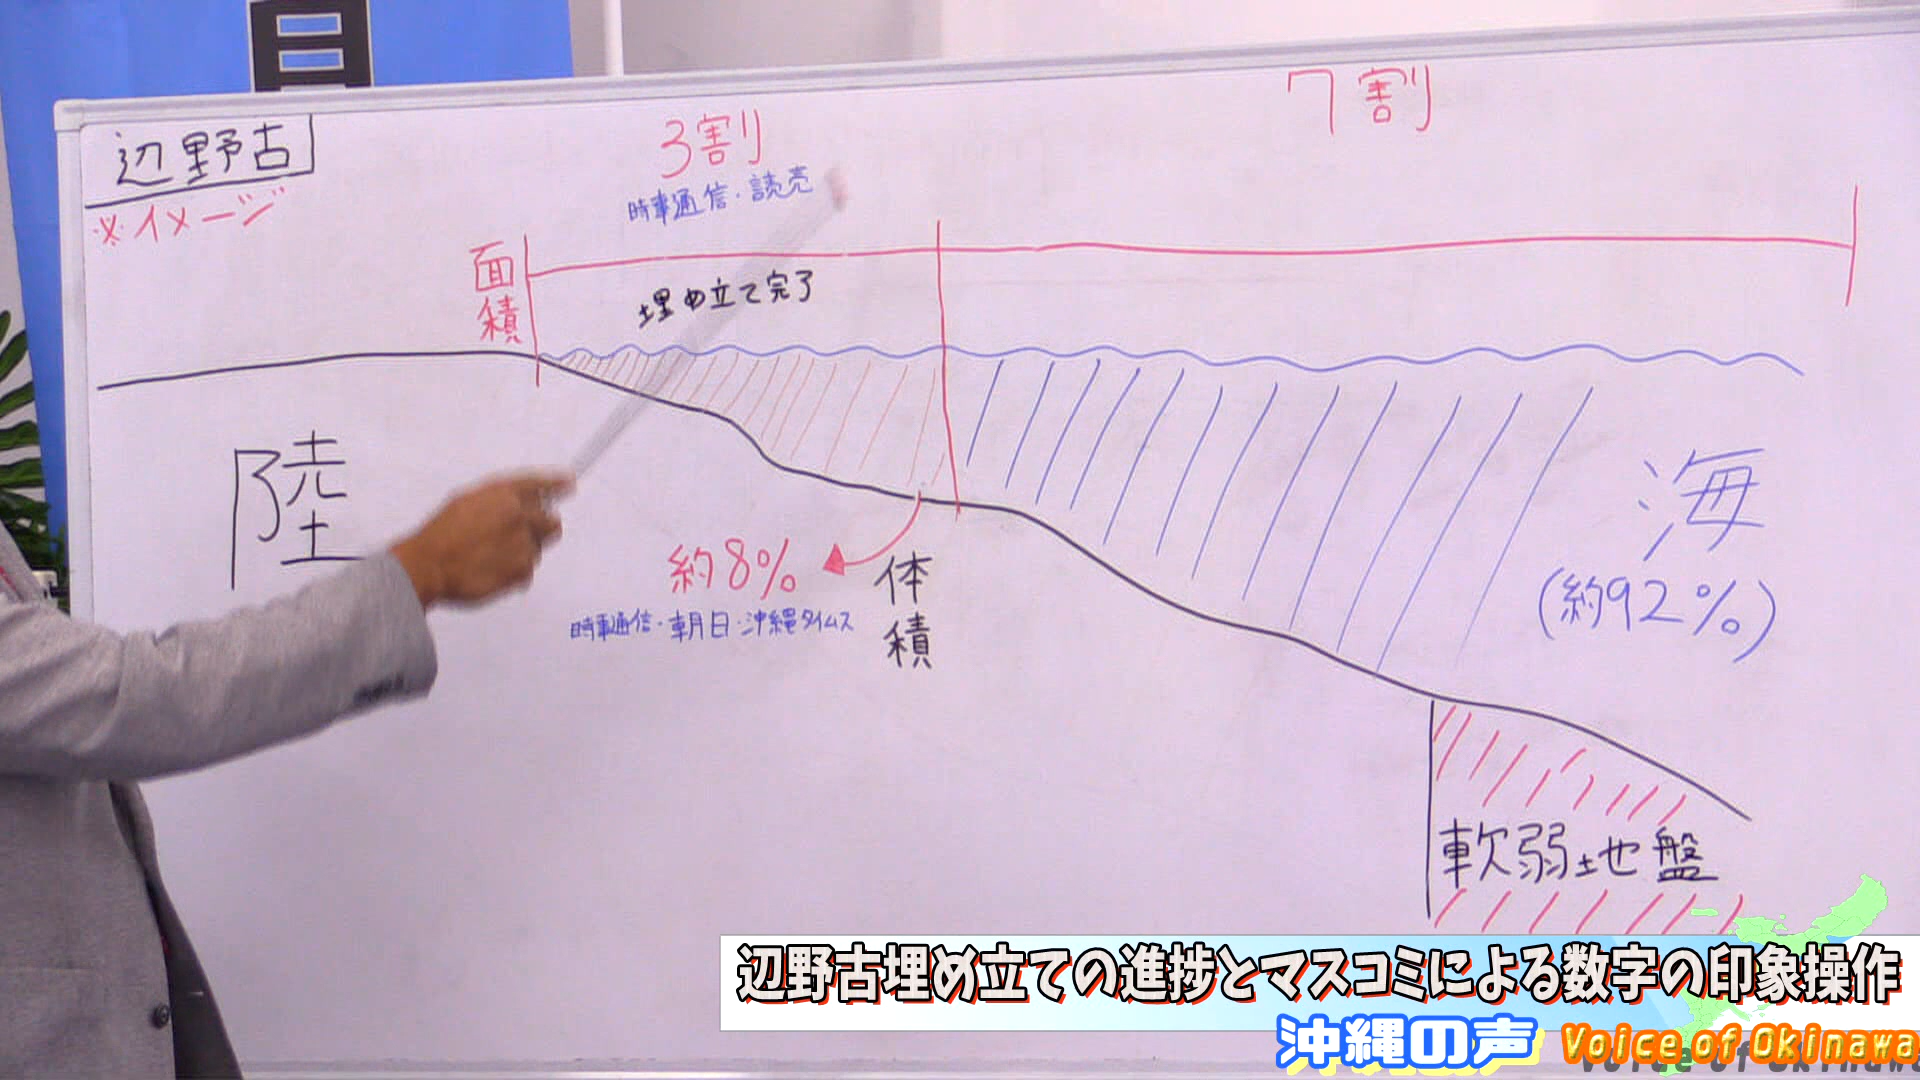 日
辺野古
※イメージ
3割
7割
時事通信・読売
面積
埋め立て完了
陸
海
(約92%)
約8%
体積
時事通信・朝日・沖縄タイムス
軟弱地盤
辺野古埋め立ての進捗とマスコミによる数字の印象操作
沖縄の声 Voice of Okinawa